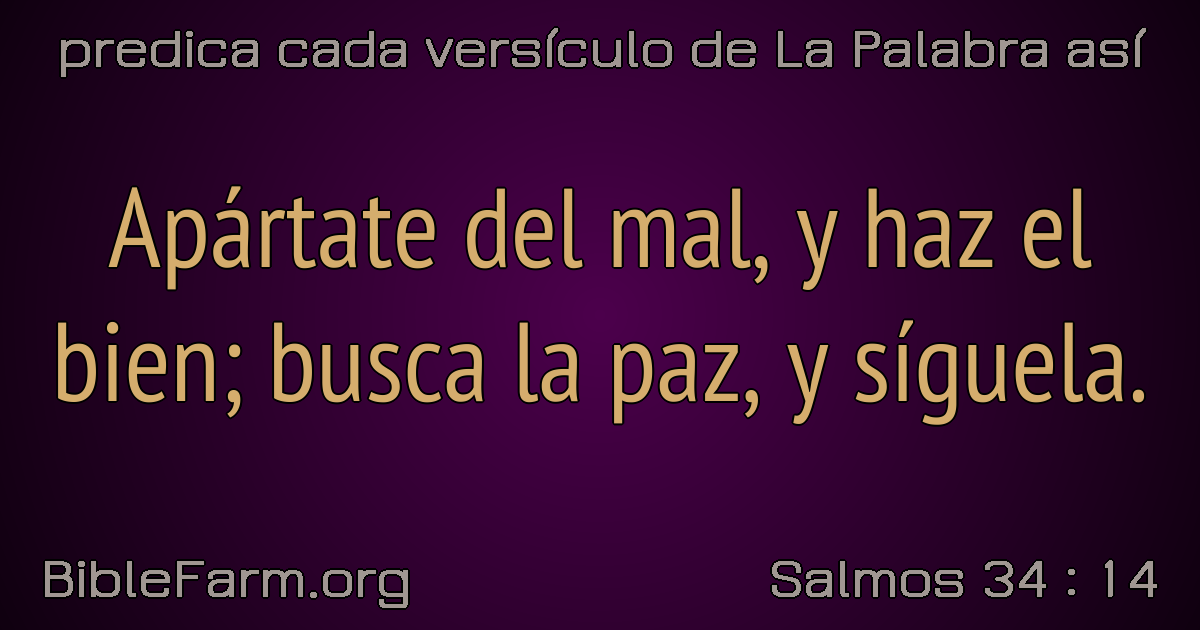 predica cada versículo de La Palabra así
Apártate del mal, y haz el
bien; busca la paz, y síguela.
BibleFarm.org
Salmos 34 : 14